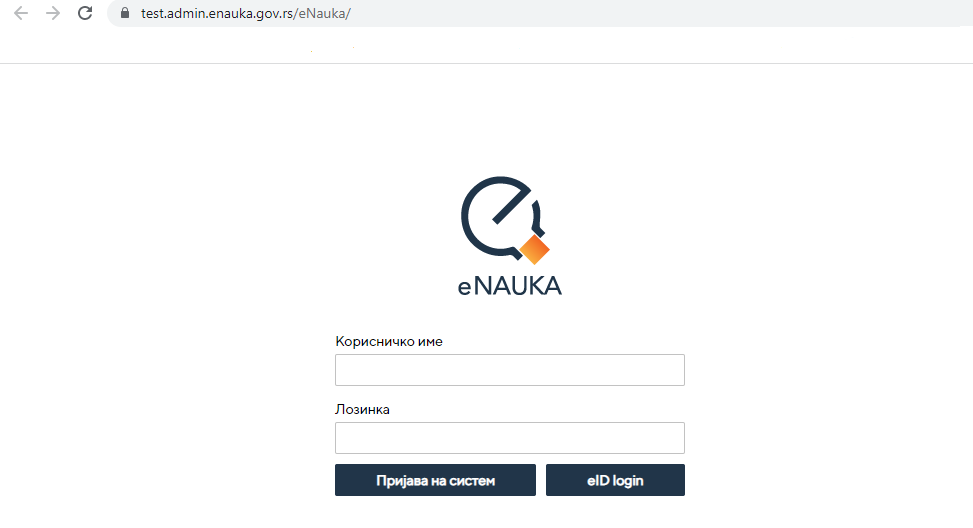 test.admin.enauka.gov.rs/eNauka/
eNAUKA
Корисничко име
Лозинка
Пријава на систем
eID login